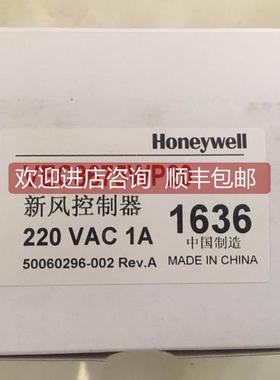 Honeywell
欢迎进店咨询 顺丰包邮
新风控制器
220 VAC 1A
50060296-002 Rev.A
1636
中国制造
MADE IN CHINA